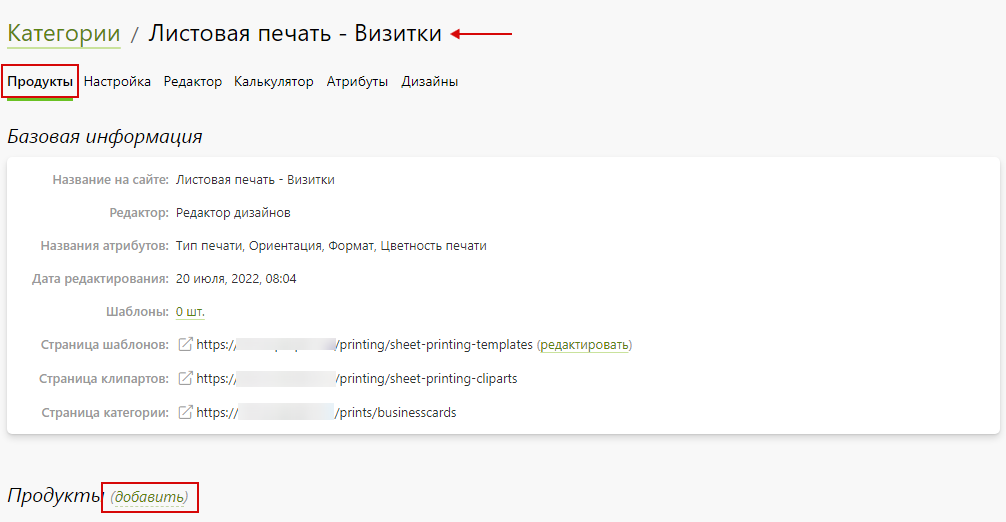 Категории / Листовая печать - Визитки
Продукты Настройка Редактор Калькулятор Атрибуты Дизайны
Базовая информация
Название на сайте: Листовая печать - Визитки
Редактор: Редактор дизайнов
Названия атрибутов: Тип печати, Ориентация, Формат, Цветность печати
Дата редактирования: 20 июля, 2022, 08:04
Шаблоны: 0 шт.
Страница шаблонов: https:// /printing/sheet-printing-templates (редактировать)
Страница клипартов: https:// /printing/sheet-printing-cliparts
Страница категории: https:// /prints/businesscards
Продукты (добавить)